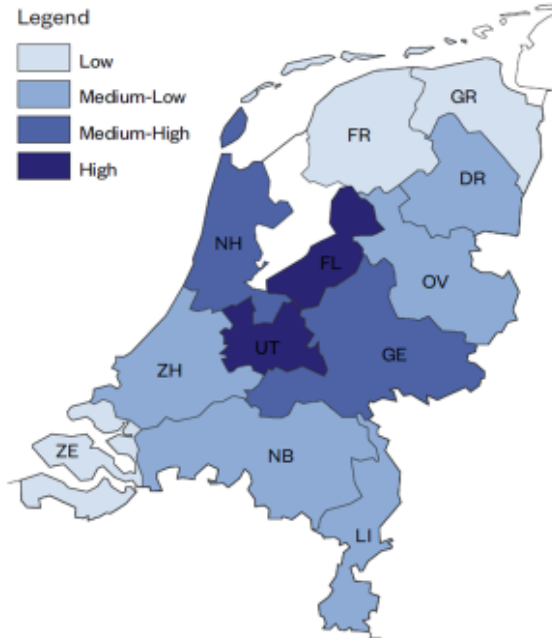 Legend
Low
Medium-Low
Medium-High
High
GR
FR
DR
NH
FL
OV
UT
GE
ZH
ZE
NB
LI